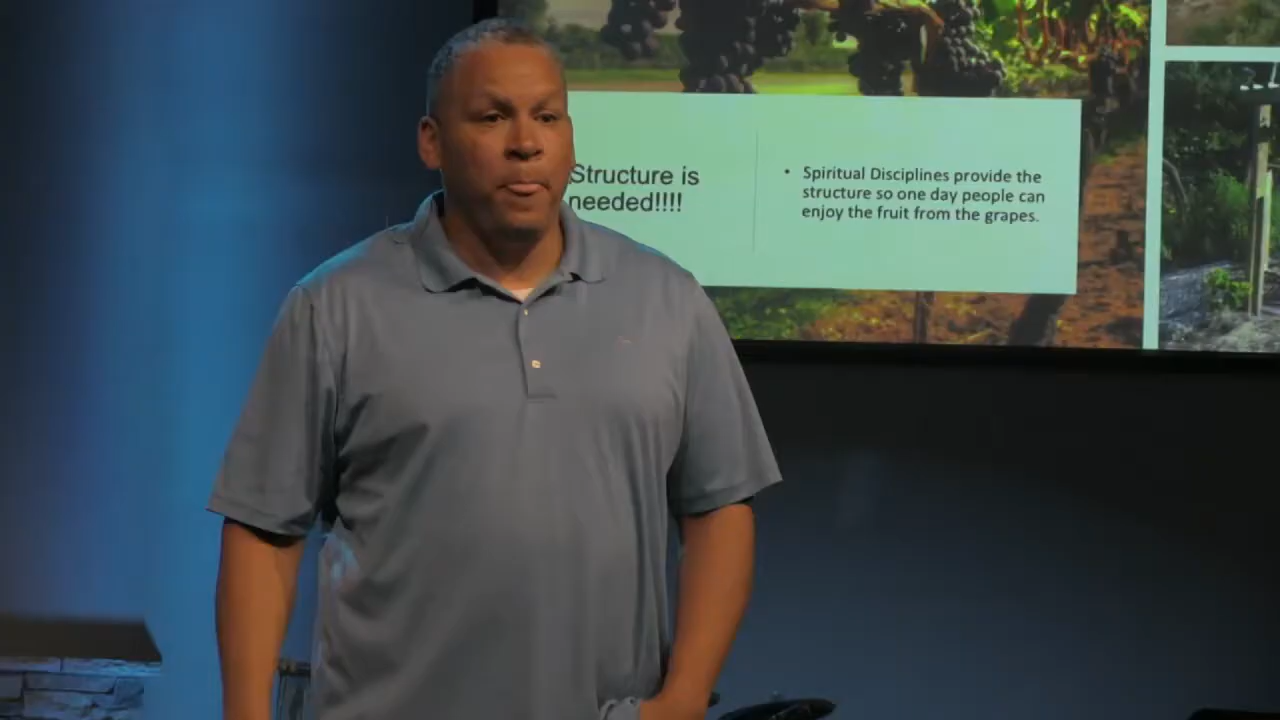 Structure is
needed!!!!
• Spiritual Disciplines provide the
structure so one day people can
enjoy the fruit from the grapes.